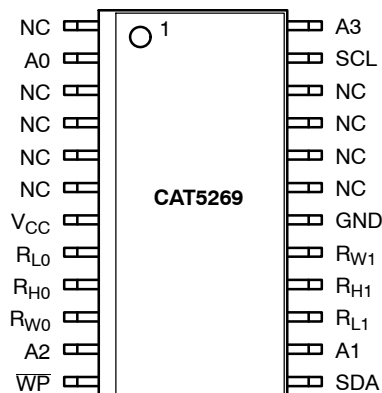 NC 1 A3
A0 SCL
NC NC
NC NC
NC NC
NC NC
CAT5269
VCC GND
RL0 RW1
RH0 RH1
RW0 RL1
A2 A1
W̅P̅ SDA